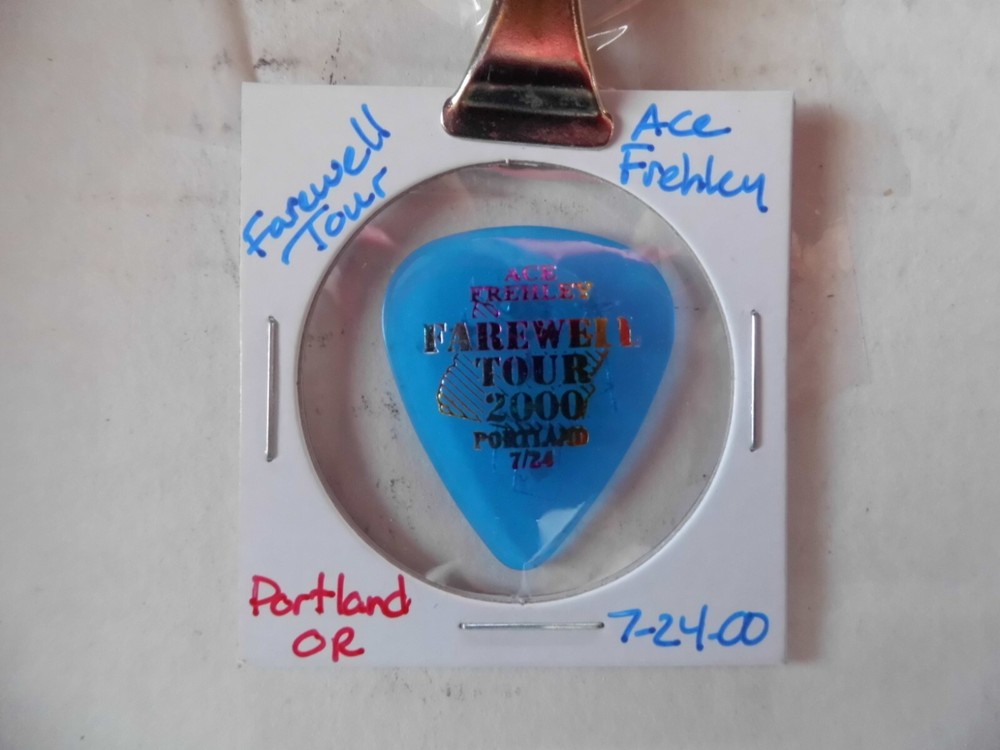 Farewell
Tour
Ace
Frehley
ACE
FREHLEY
FAREWELL
TOUR
2000
PORTLAND
7/24
Portland
OR
7-24-00